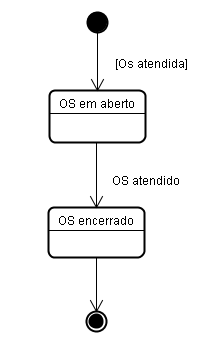 [Os atendida]
OS em aberto
OS atendido
OS encerrado